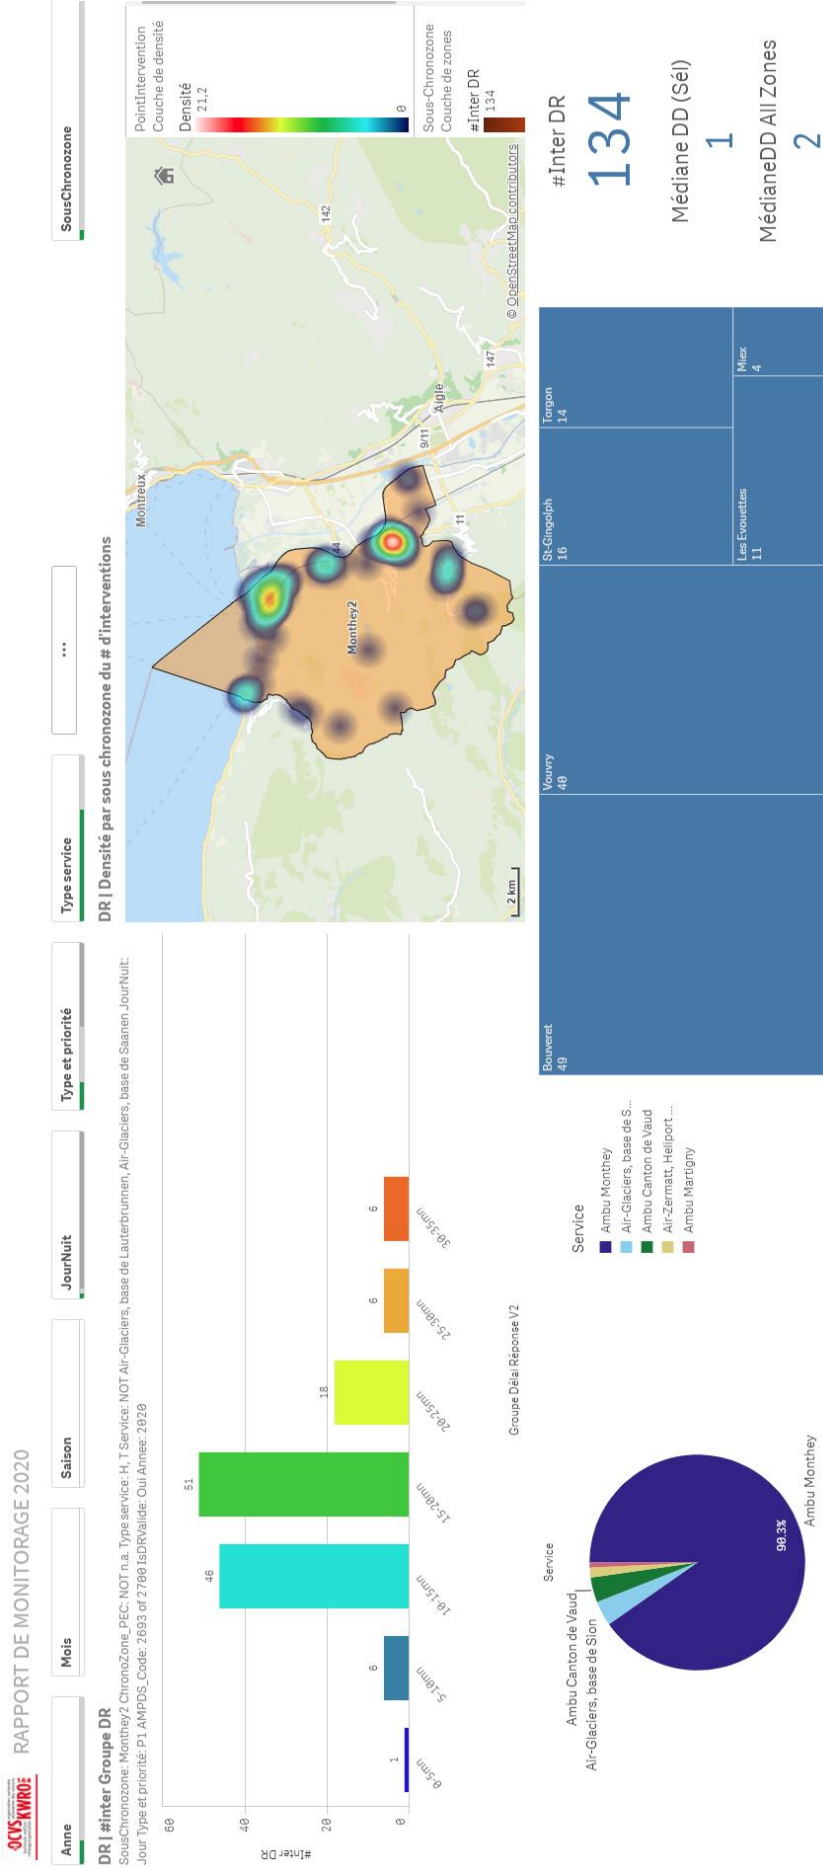 OCVS
KWRO
RAPPORT DE MONITORAGE 2020
Anne
Mois
Saison
JourNuit
Type et priorité
Type service
...
SousChronozone
DR | #inter Groupe DR
SousChronozone: Monthey2 ChronoZone_PEC: NOT n.a. Type service: H, T Service: NOT Air-Glaciers, base de Lauterbrunnen, Air-Glaciers, base de Saanen JourNuit:
Jour Type et priorité: P1 AMPDS_Code: 2693 of 2700 IsDRValide: Oui Annee: 2020
#Inter DR
60
40
20
0
1
6
46
51
18
6
6
0-5mn
5-10mn
10-15mn
15-20mn
20-25mn
25-30mn
30-35mn
Groupe Délai Réponse V2
DR | Densité par sous chronozone du # d'interventions
Montreux
Monthey2
44
11
9/11
Aigle
147
142
2 km
© OpenStreetMap contributors
PointIntervention
Couche de densité
Densité
21,2
0
Sous-Chronozone
Couche de zones
#Inter DR
134
Service
Ambu Canton de Vaud
Air-Glaciers, base de Sion
90.3%
Ambu Monthey
Service
Ambu Monthey
Air-Glaciers, base de S...
Ambu Canton de Vaud
Air-Zermatt, Heliport ...
Ambu Martigny
Bouveret
49
Vouvry
40
St-Gingolph
16
Torgon
14
Les Evouettes
11
Miex
4
#Inter DR
134
Médiane DD (Sél)
1
MédianeDD All Zones
2